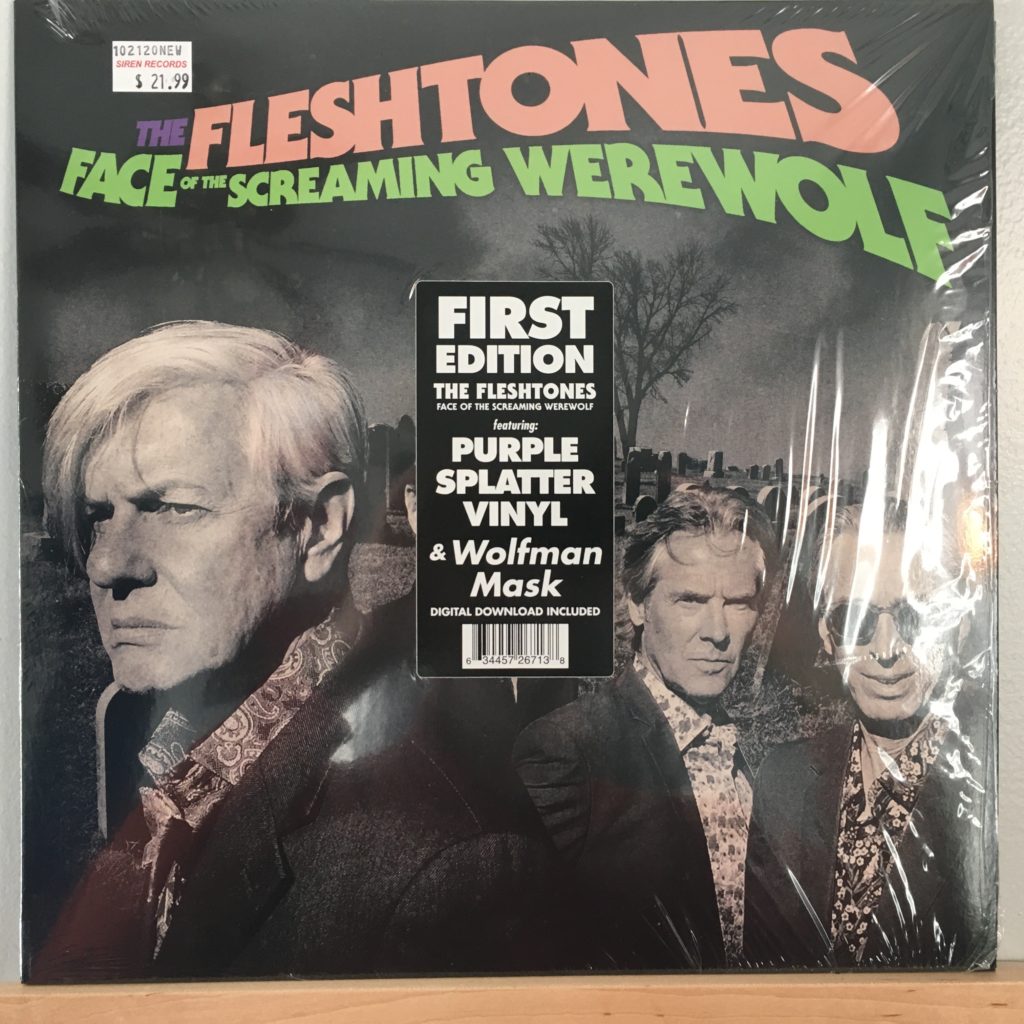 102120NEW
SIREN RECORDS
$ 21.99
THE FLESHTONES
FACE OF THE SCREAMING WEREWOLF
FIRST
EDITION
THE FLESHTONES
FACE OF THE SCREAMING WEREWOLF
featuring:
PURPLE
SPLATTER
VINYL
& Wolfman
Mask
DIGITAL DOWNLOAD INCLUDED
6 34457 26713 8